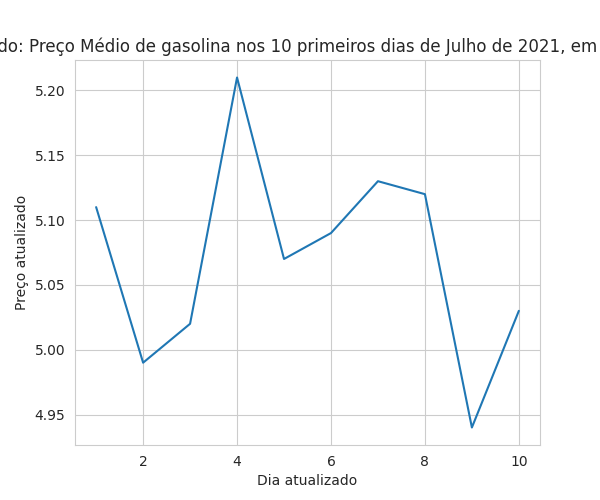 do: Preço Médio de gasolina nos 10 primeiros dias de Julho de 2021, em
5.20
5.15
5.10
5.05
5.00
4.95
Preço atualizado
2 4 6 8 10
Dia atualizado